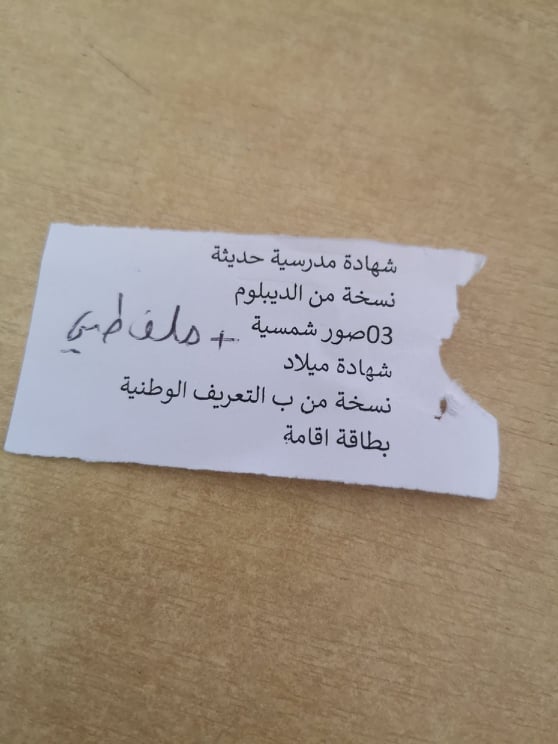 شهادة مدرسية حديثة
نسخة من الديبلوم
03صور شمسية + ملف طبي
شهادة ميلاد
نسخة من ب التعريف الوطنية
بطاقة اقامة